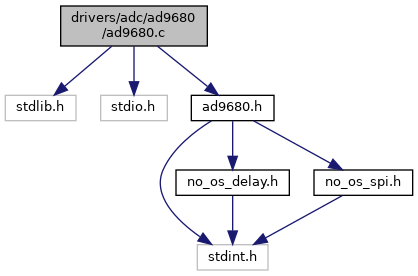 drivers/adc/ad9680
/ad9680.c
stdlib.h
stdio.h
ad9680.h
no_os_delay.h
no_os_spi.h
stdint.h